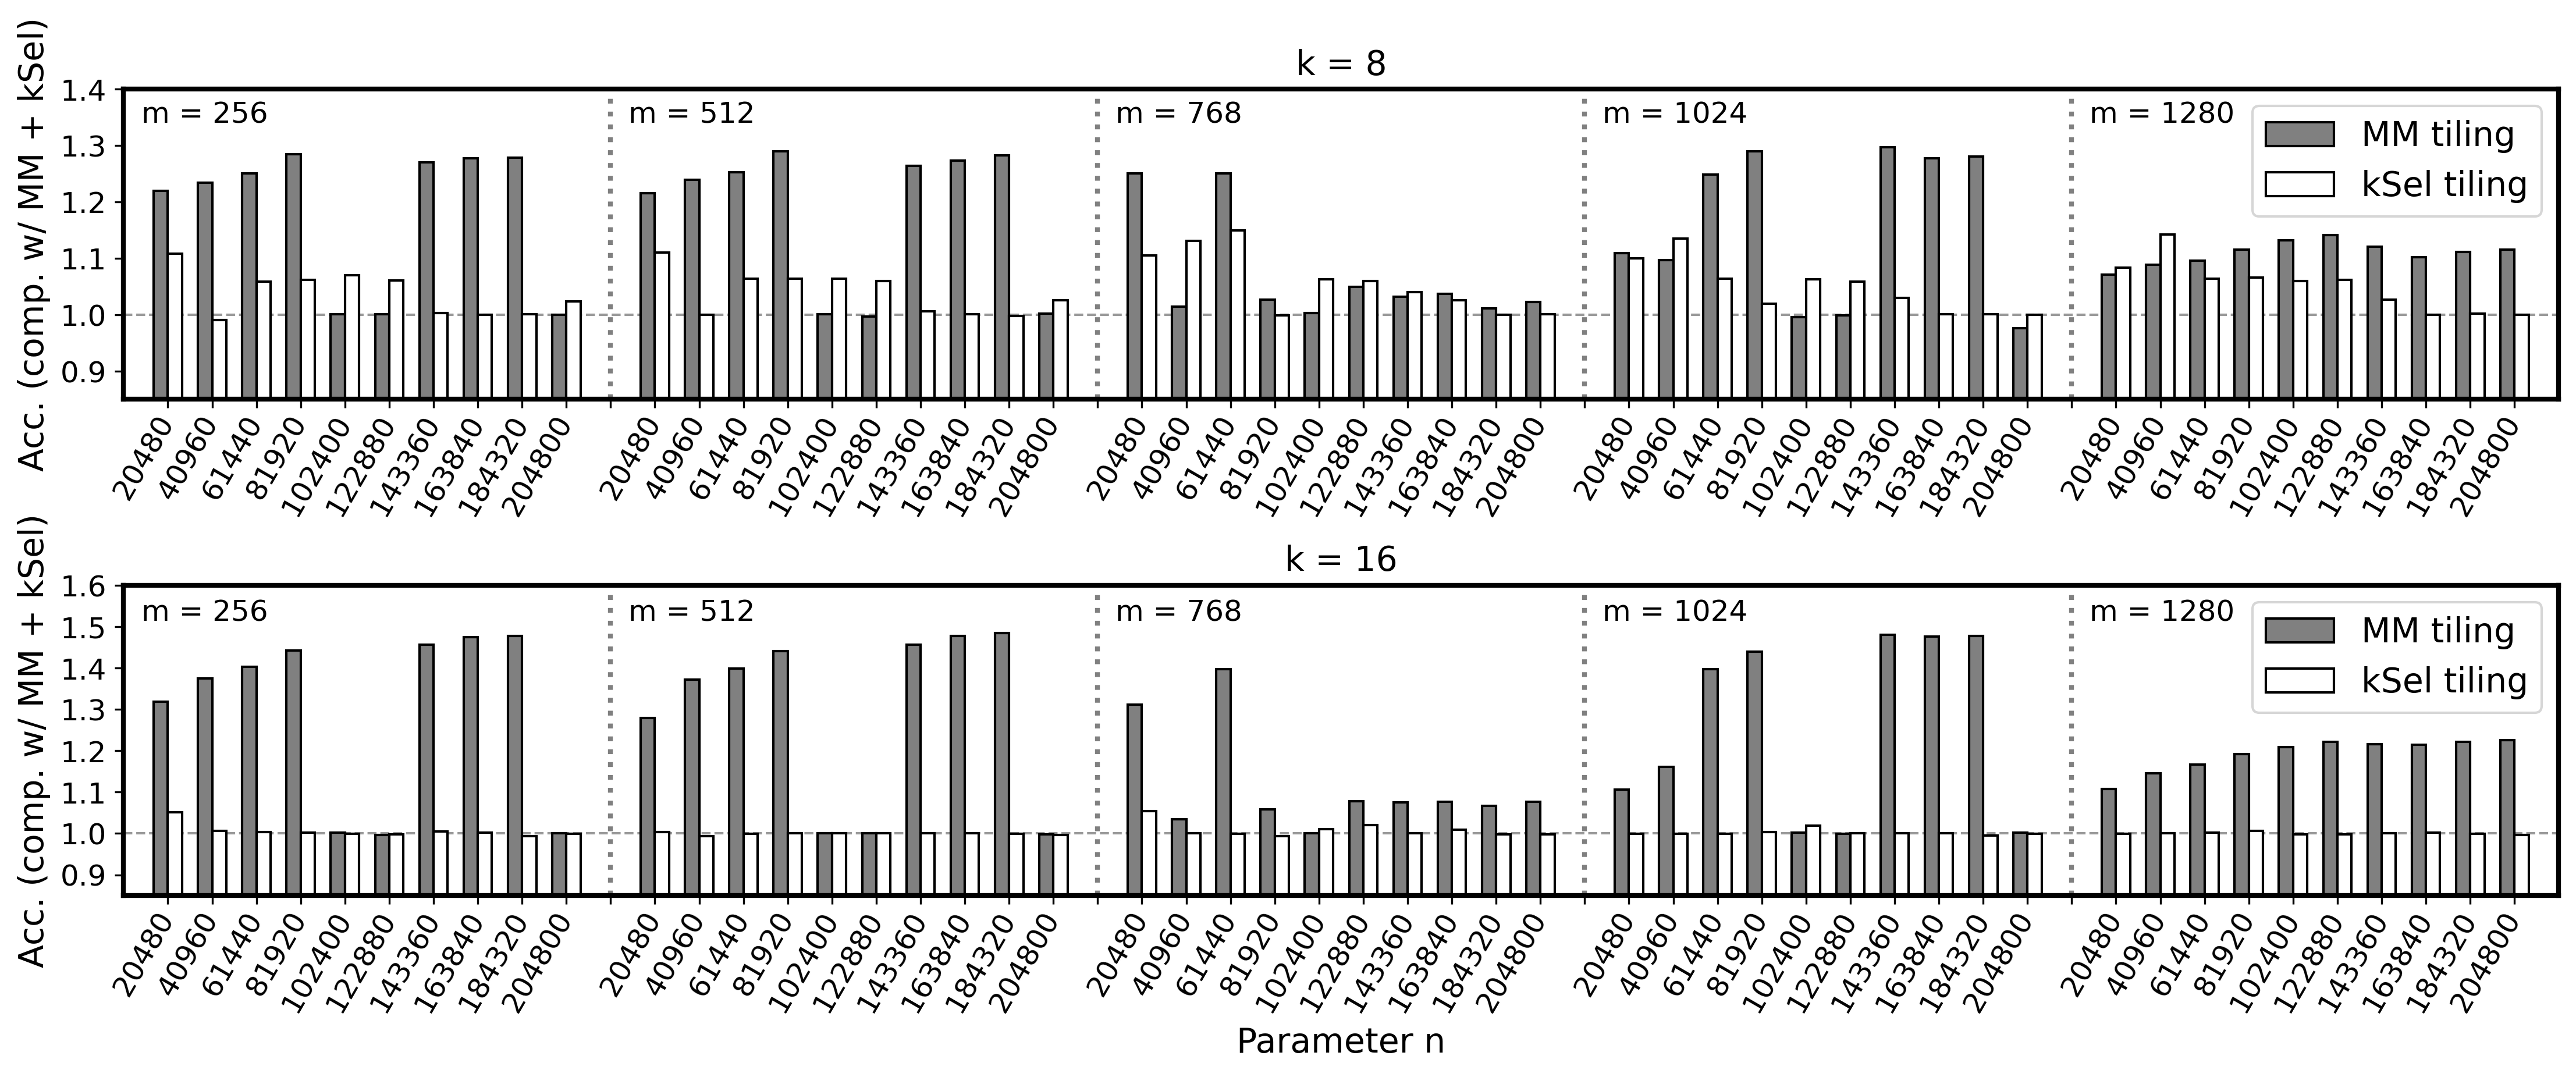 k = 8
Acc. (comp. w/ MM + kSel)
1.4
1.3
1.2
1.1
1.0
0.9
m = 256
m = 512
m = 768
m = 1024
m = 1280
MM tiling
kSel tiling
20480 40960 61440 81920 102400 122880 143360 163840 184320 204800
20480 40960 61440 81920 102400 122880 143360 163840 184320 204800
20480 40960 61440 81920 102400 122880 143360 163840 184320 204800
20480 40960 61440 81920 102400 122880 143360 163840 184320 204800
20480 40960 61440 81920 102400 122880 143360 163840 184320 204800
k = 16
Acc. (comp. w/ MM + kSel)
1.6
1.5
1.4
1.3
1.2
1.1
1.0
0.9
m = 256
m = 512
m = 768
m = 1024
m = 1280
MM tiling
kSel tiling
20480 40960 61440 81920 102400 122880 143360 163840 184320 204800
20480 40960 61440 81920 102400 122880 143360 163840 184320 204800
20480 40960 61440 81920 102400 122880 143360 163840 184320 204800
20480 40960 61440 81920 102400 122880 143360 163840 184320 204800
20480 40960 61440 81920 102400 122880 143360 163840 184320 204800
Parameter n